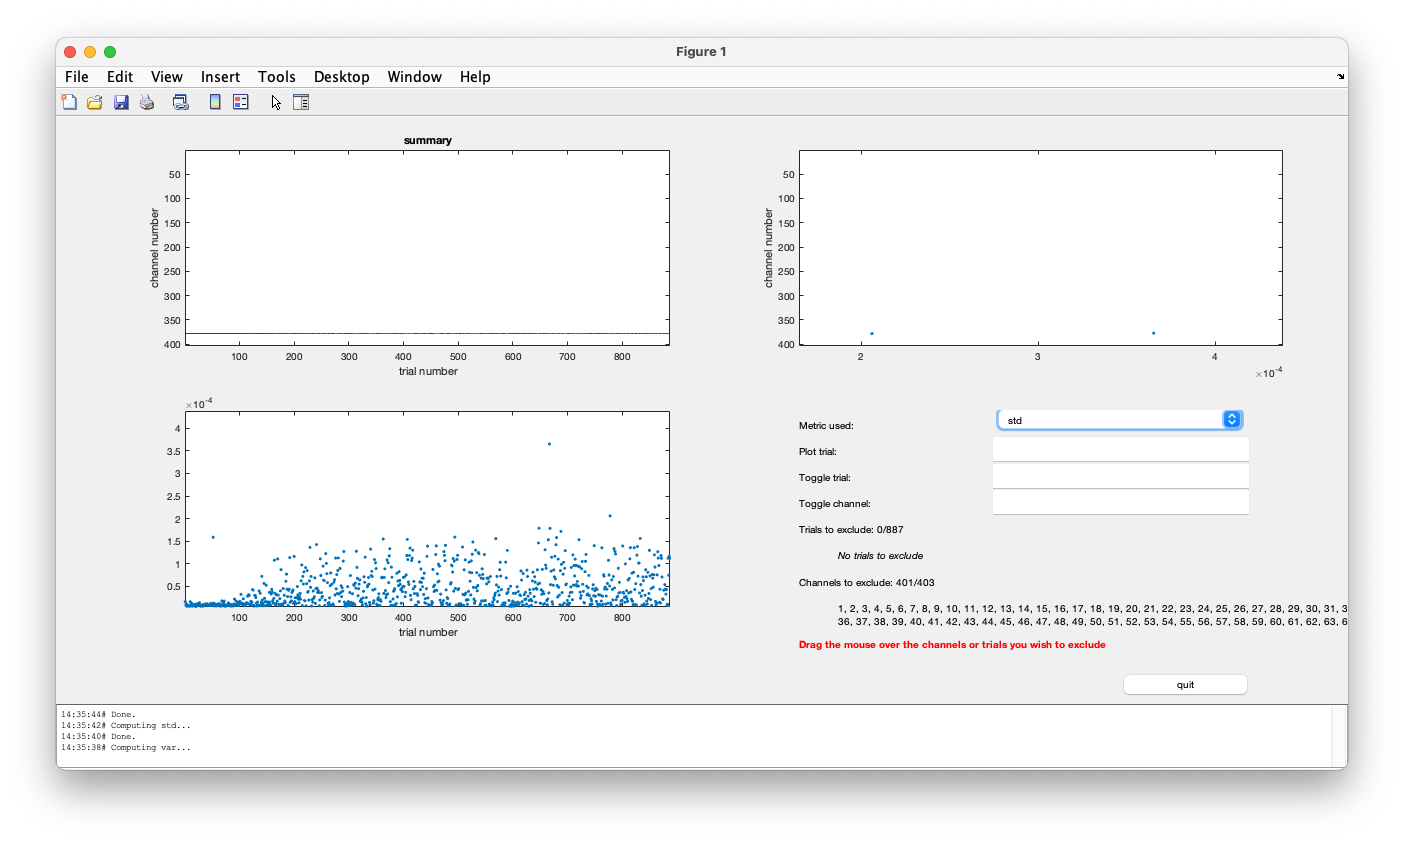 Figure 1
File Edit View Insert Tools Desktop Window Help
summary
channel number
50
100
150
200
250
300
350
400
100 200 300 400 500 600 700 800
trial number
channel number
50
100
150
200
250
300
350
400
2 3 4
×10-4
×10-4
4
3.5
3
2.5
2
1.5
1
0.5
100 200 300 400 500 600 700 800
trial number
Metric used: std
Plot trial:
Toggle trial:
Toggle channel:
Trials to exclude: 0/887
No trials to exclude
Channels to exclude: 401/403
1, 2, 3, 4, 5, 6, 7, 8, 9, 10, 11, 12, 13, 14, 15, 16, 17, 18, 19, 20, 21, 22, 23, 24, 25, 26, 27, 28, 29, 30, 31, 3
36, 37, 38, 39, 40, 41, 42, 43, 44, 45, 46, 47, 48, 49, 50, 51, 52, 53, 54, 55, 56, 57, 58, 59, 60, 61, 62, 63, 6
Drag the mouse over the channels or trials you wish to exclude
quit
14:35:44# Done.
14:35:42# Computing std...
14:35:40# Done.
14:35:38# Computing var...